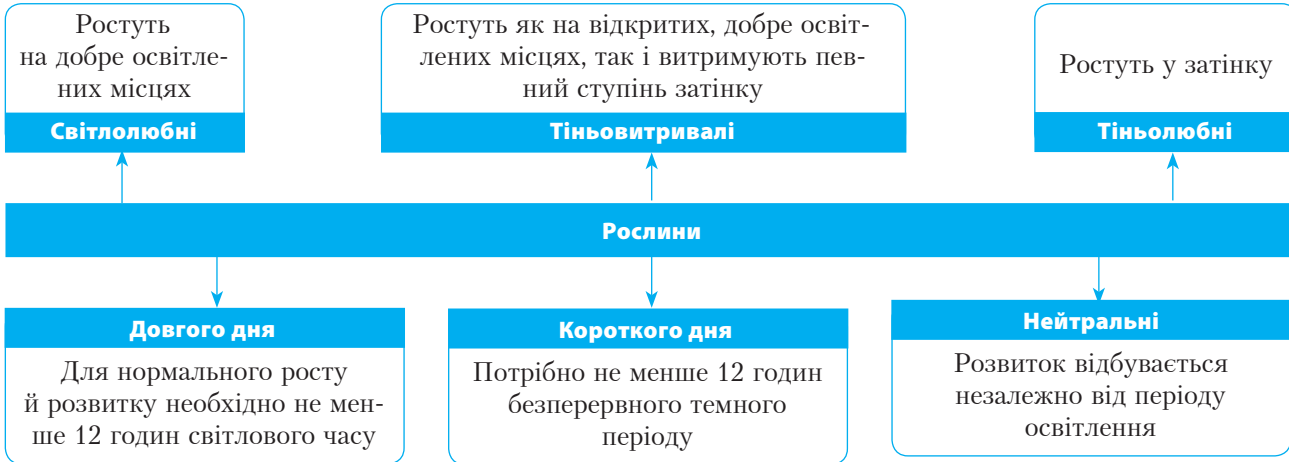 Ростуть
на добре освітле-
них місцях
Світлолюбні
Ростуть як на відкритих, добре освіт-
лених місцях, так і витримують пев-
ний ступінь затінку
Тіньовитривалі
Ростуть у затінку
Тіньолюбні
Рослини
Довгого дня
Для нормального росту
й розвитку необхідно не мен-
ше 12 годин світлового часу
Короткого дня
Потрібно не менше 12 годин
безперервного темного
періоду
Нейтральні
Розвиток відбувається
незалежно від періоду
освітлення